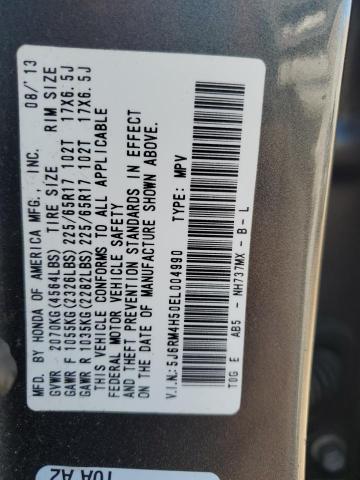 MFD. BY HONDA OF AMERICA MFG., INC. 08/'13
GVWR 2070KG(4564LBS) TIRE SIZE RIM SIZE
GAWR F 1055KG(2326LBS) 225/65R17 102T 17X6.5J
GAWR R 1035KG(2282LBS) 225/65R17 102T 17X6.5J
THIS VEHICLE CONFORMS TO ALL APPLICABLE
FEDERAL MOTOR VEHICLE SAFETY
AND THEFT PREVENTION STANDARDS IN EFFECT
ON THE DATE OF MANUFACTURE SHOWN ABOVE.
V.I.N.: 5J6RM4H50EL004990 TYPE: MPV
T0G E AB5 - NH737MX - B - L
T0A A2